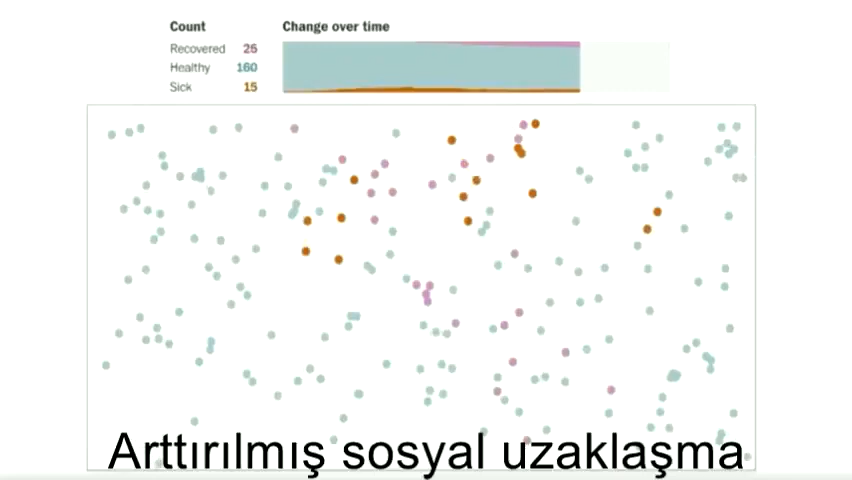 Count Change over time
Recovered 25
Healthy 160
Sick 15
Arttırılmış sosyal uzaklaşma